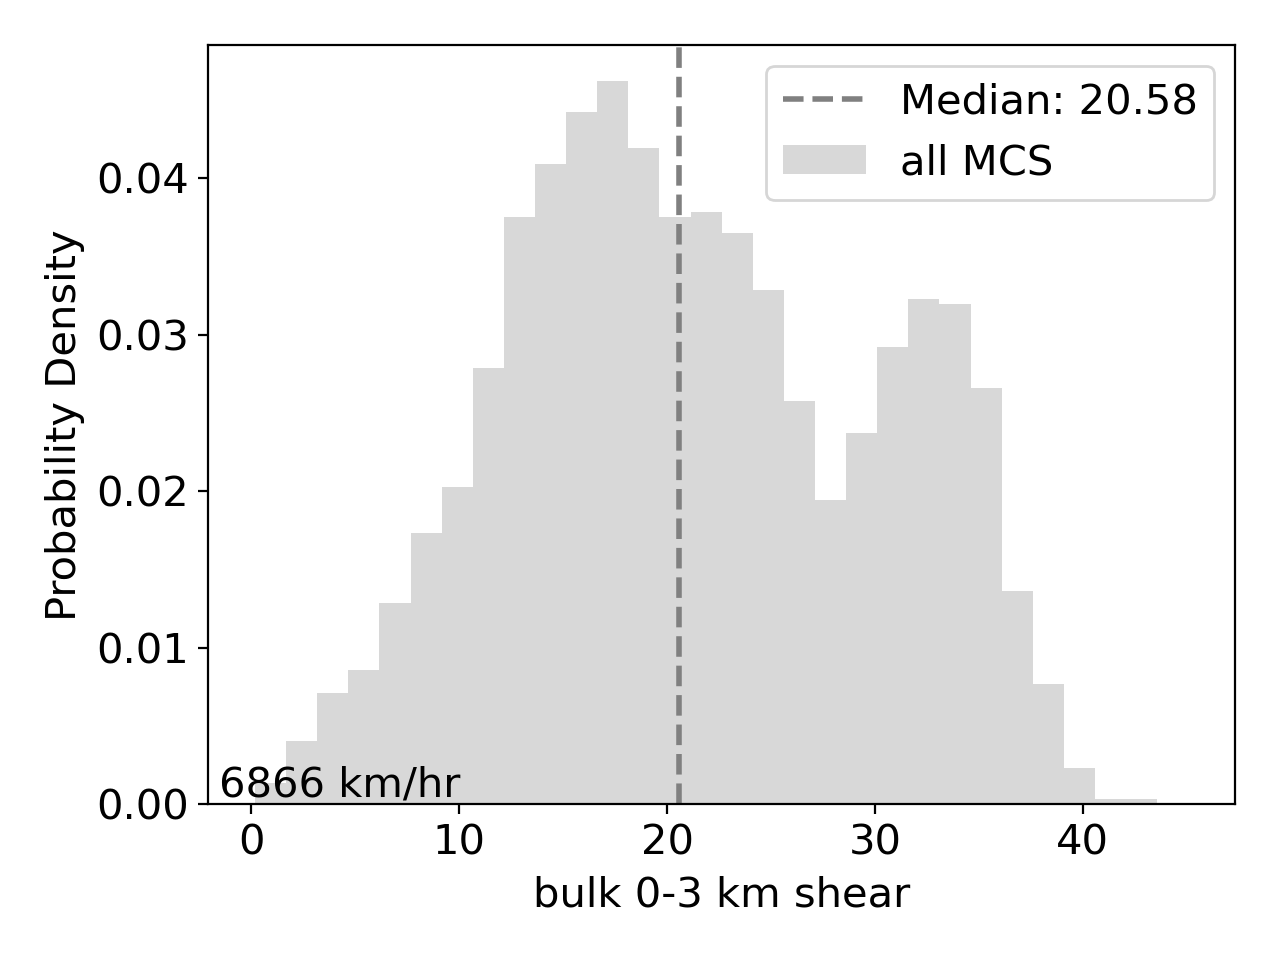 Median: 20.58
all MCS
Probability Density
0.04
0.03
0.02
0.01
0.00
6866 km/hr
0 10 20 30 40
bulk 0-3 km shear